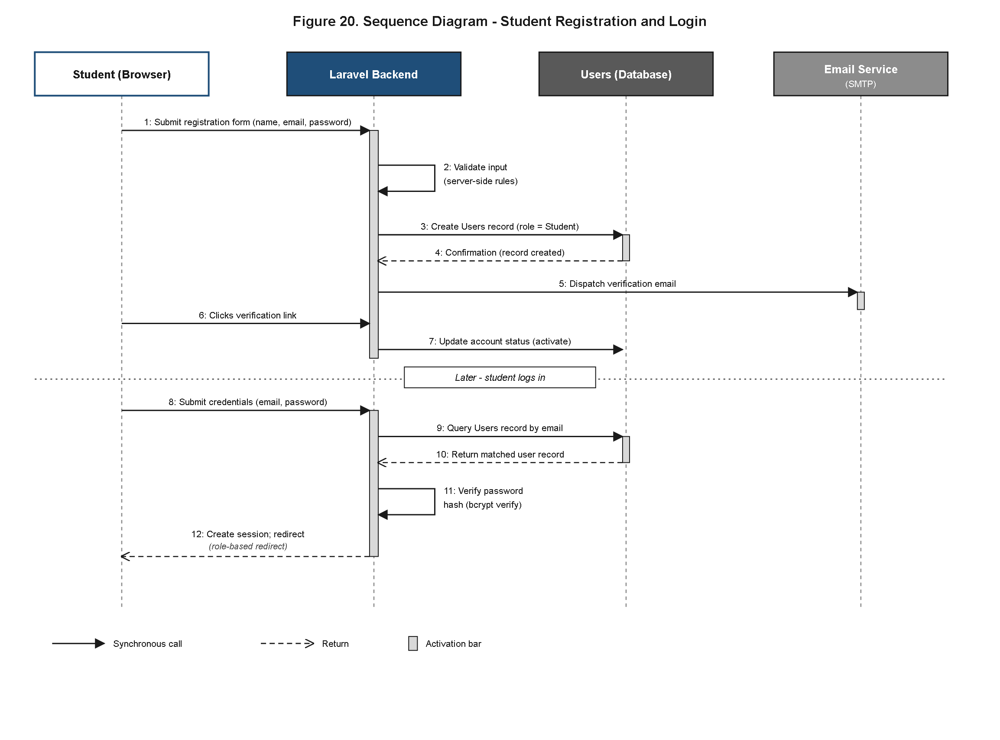 Figure 20. Sequence Diagram - Student Registration and Login
Student (Browser)
Laravel Backend
Users (Database)
Email Service
(SMTP)
1: Submit registration form (name, email, password)
2: Validate input
(server-side rules)
3: Create Users record (role = Student)
4: Confirmation (record created)
5: Dispatch verification email
6: Clicks verification link
7: Update account status (activate)
Later - student logs in
8: Submit credentials (email, password)
9: Query Users record by email
10: Return matched user record
11: Verify password
hash (bcrypt verify)
12: Create session; redirect
(role-based redirect)
Synchronous call
Return
Activation bar